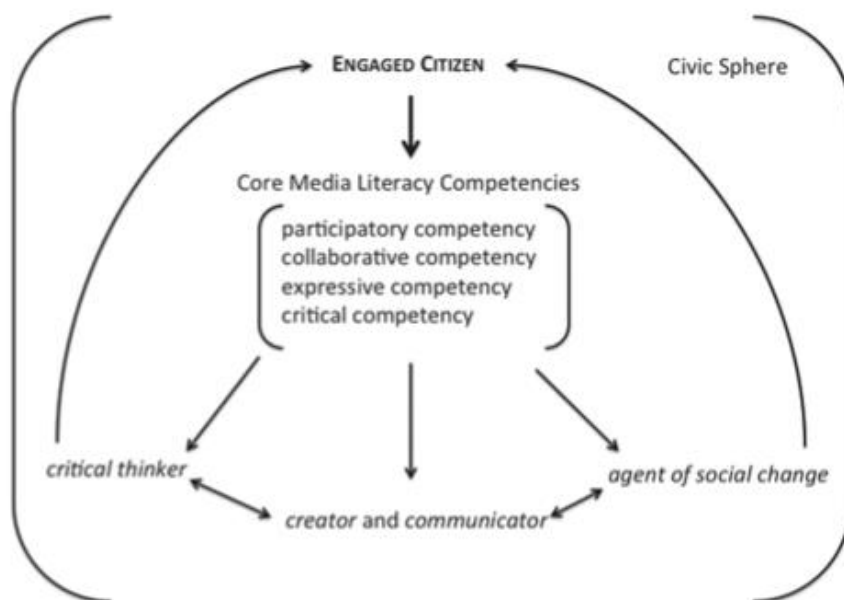 ENGAGED CITIZEN
Civic Sphere
Core Media Literacy Competencies
participatory competency
collaborative competency
expressive competency
critical competency
critical thinker
agent of social change
creator and communicator